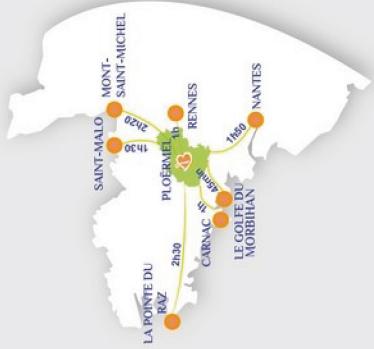 MONT-
SAINT-MICHEL
SAINT-MALO
2h20
1h30
1h
RENNES
PLOËRMEL
NANTES
1h50
45min
1h
LE GOLFE DU
MORBIHAN
CARNAC
2h30
LA POINTE DU
RAZ